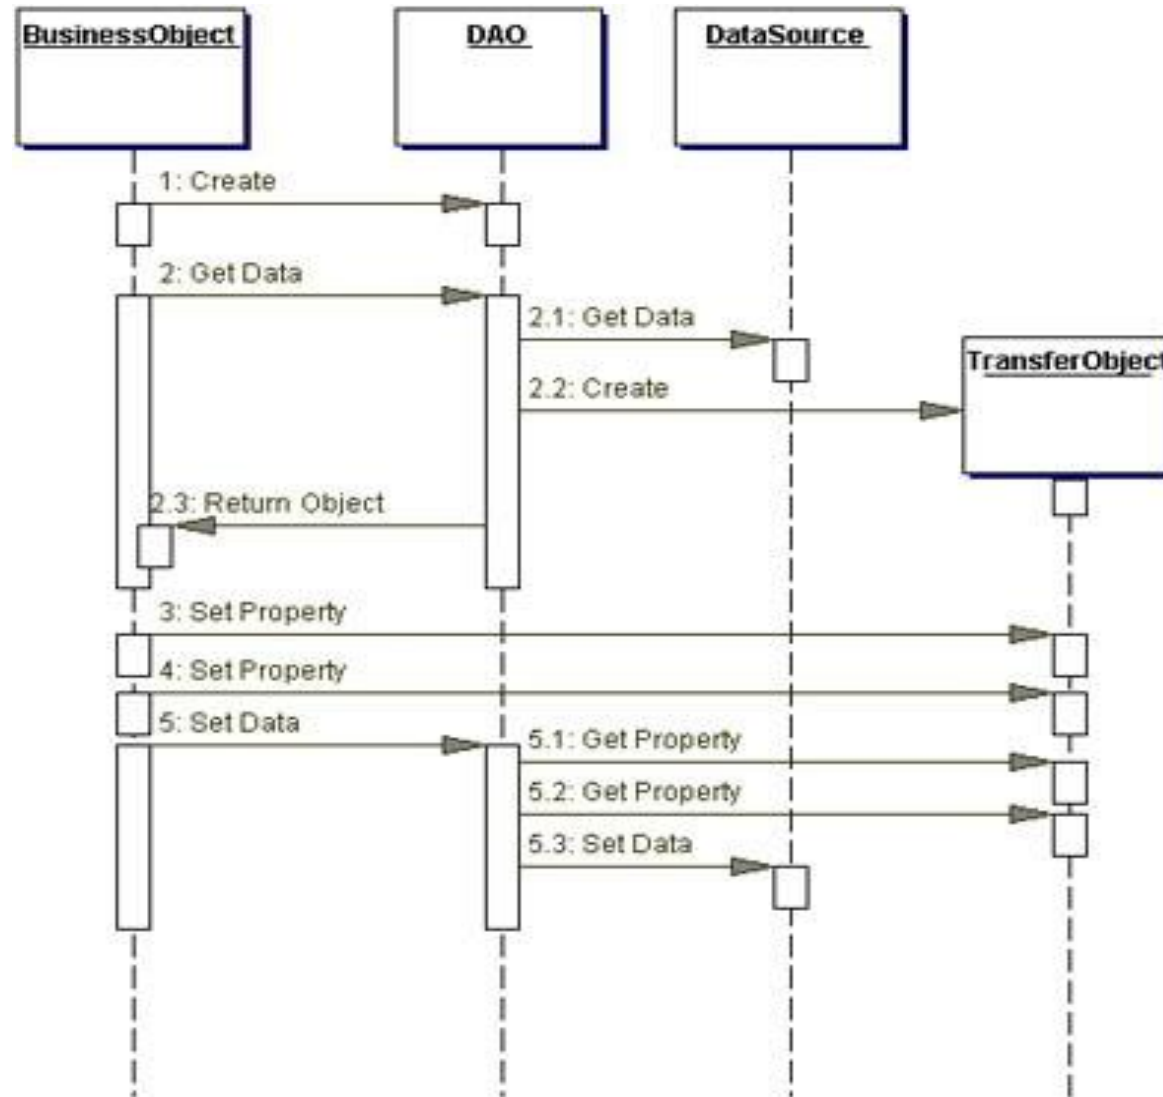 BusinessObject
DAO
DataSource
1: Create
2: Get Data
2.1: Get Data
TransferObject
2.2: Create
2.3: Return Object
3: Set Property
4: Set Property
5: Set Data
5.1: Get Property
5.2: Get Property
5.3: Set Data